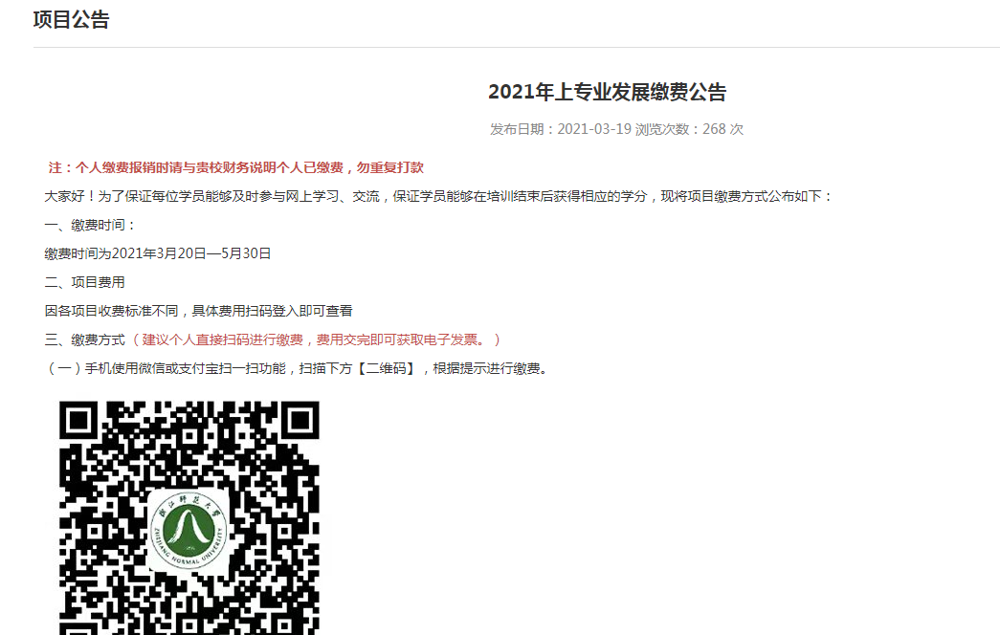 项目公告
2021年上专业发展缴费公告
发布日期：2021-03-19 浏览次数：268 次
注：个人缴费报销时请与贵校财务说明个人已缴费，勿重复打款
大家好！为了保证每位学员能够及时参与网上学习、交流，保证学员能够在培训结束后获得相应的学分，现将项目缴费方式公布如下：
一、缴费时间：
缴费时间为2021年3月20日—5月30日
二、项目费用
因各项目收费标准不同，具体费用扫码登入即可查看
三、缴费方式（建议个人直接扫码进行缴费，费用交完即可获取电子发票。）
（一）手机使用微信或支付宝扫一扫功能，扫描下方【二维码】，根据提示进行缴费。
浙江师范大学
ZHEJIANG NORMAL UNIVERSITY